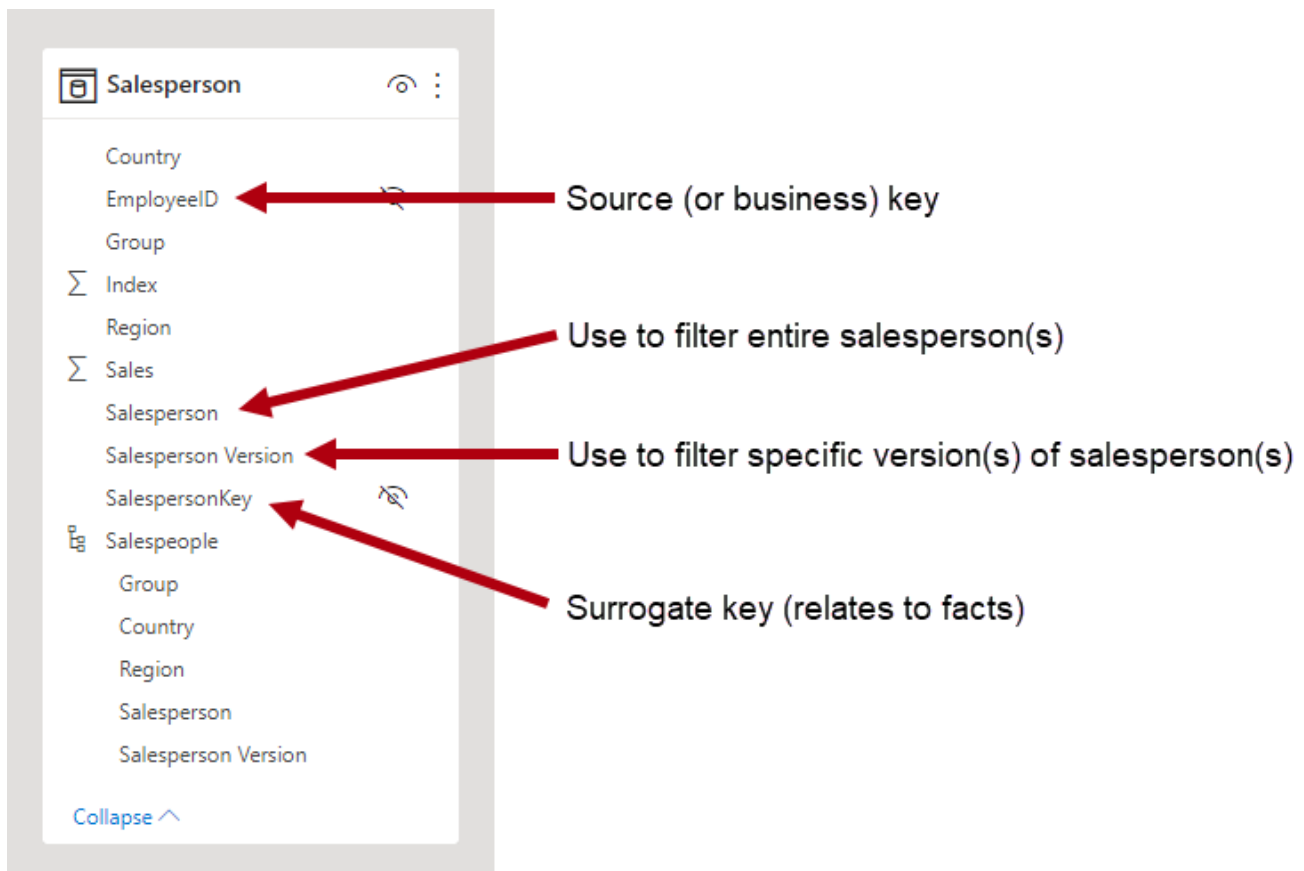 Salesperson
Country
EmployeeID
Source (or business) key
Group
Σ Index
Region
Use to filter entire salesperson(s)
Σ Sales
Salesperson
Salesperson Version
Use to filter specific version(s) of salesperson(s)
SalespersonKey
Salespeople
Group
Surrogate key (relates to facts)
Country
Region
Salesperson
Salesperson Version
Collapse